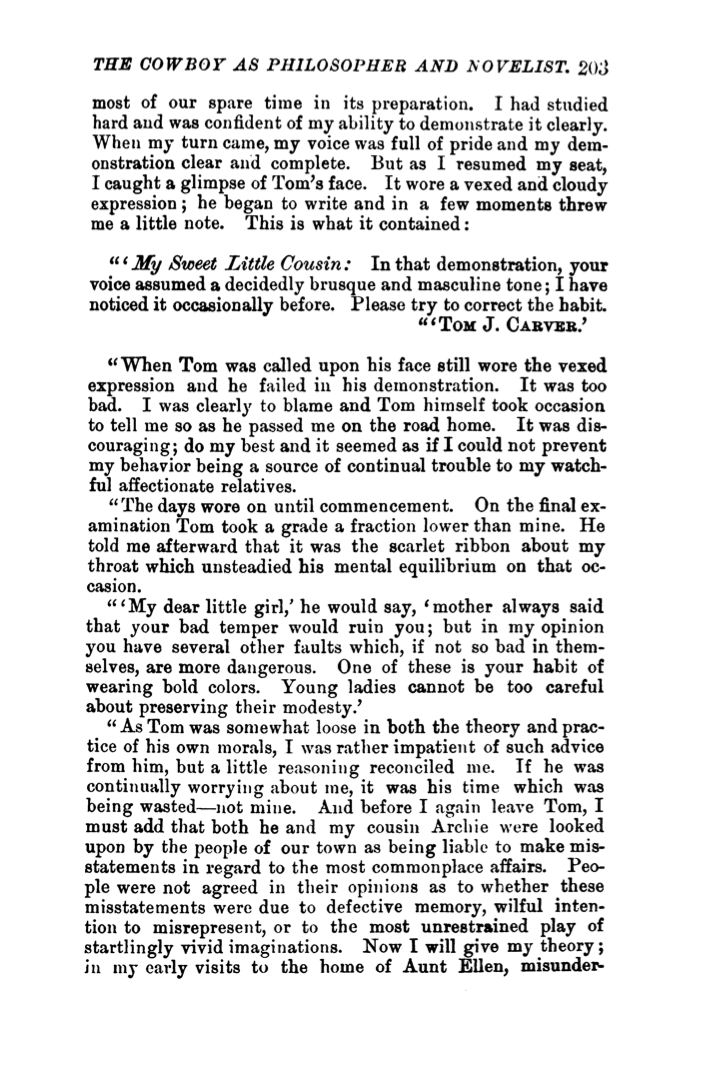 THE COWBOY AS PHILOSOPHER AND NOVELIST. 203
most of our spare time in its preparation. I had studied
hard and was confident of my ability to demonstrate it clearly.
When my turn came, my voice was full of pride and my dem-
onstration clear and complete. But as I resumed my seat,
I caught a glimpse of Tom's face. It wore a vexed and cloudy
expression; he began to write and in a few moments threw
me a little note. This is what it contained:
"'My Sweet Little Cousin: In that demonstration, your
voice assumed a decidedly brusque and masculine tone; I have
noticed it occasionally before. Please try to correct the habit.
"'TOM J. CARVER.'
"When Tom was called upon his face still wore the vexed
expression and he failed in his demonstration. It was too
bad. I was clearly to blame and Tom himself took occasion
to tell me so as he passed me on the road home. It was dis-
couraging; do my best and it seemed as if I could not prevent
my behavior being a source of continual trouble to my watch-
ful affectionate relatives.
"The days wore on until commencement. On the final ex-
amination Tom took a grade a fraction lower than mine. He
told me afterward that it was the scarlet ribbon about my
throat which unsteadied his mental equilibrium on that oc-
casion.
"'My dear little girl,' he would say, 'mother always said
that your bad temper would ruin you; but in my opinion
you have several other faults which, if not so bad in them-
selves, are more dangerous. One of these is your habit of
wearing bold colors. Young ladies cannot be too careful
about preserving their modesty.'
"As Tom was somewhat loose in both the theory and prac-
tice of his own morals, I was rather impatient of such advice
from him, but a little reasoning reconciled me. If he was
continually worrying about me, it was his time which was
being wasted—not mine. And before I again leave Tom, I
must add that both he and my cousin Archie were looked
upon by the people of our town as being liable to make mis-
statements in regard to the most commonplace affairs. Peo-
ple were not agreed in their opinions as to whether these
misstatements were due to defective memory, wilful inten-
tion to misrepresent, or to the most unrestrained play of
startlingly vivid imaginations. Now I will give my theory;
in my early visits to the home of Aunt Ellen, misunder-